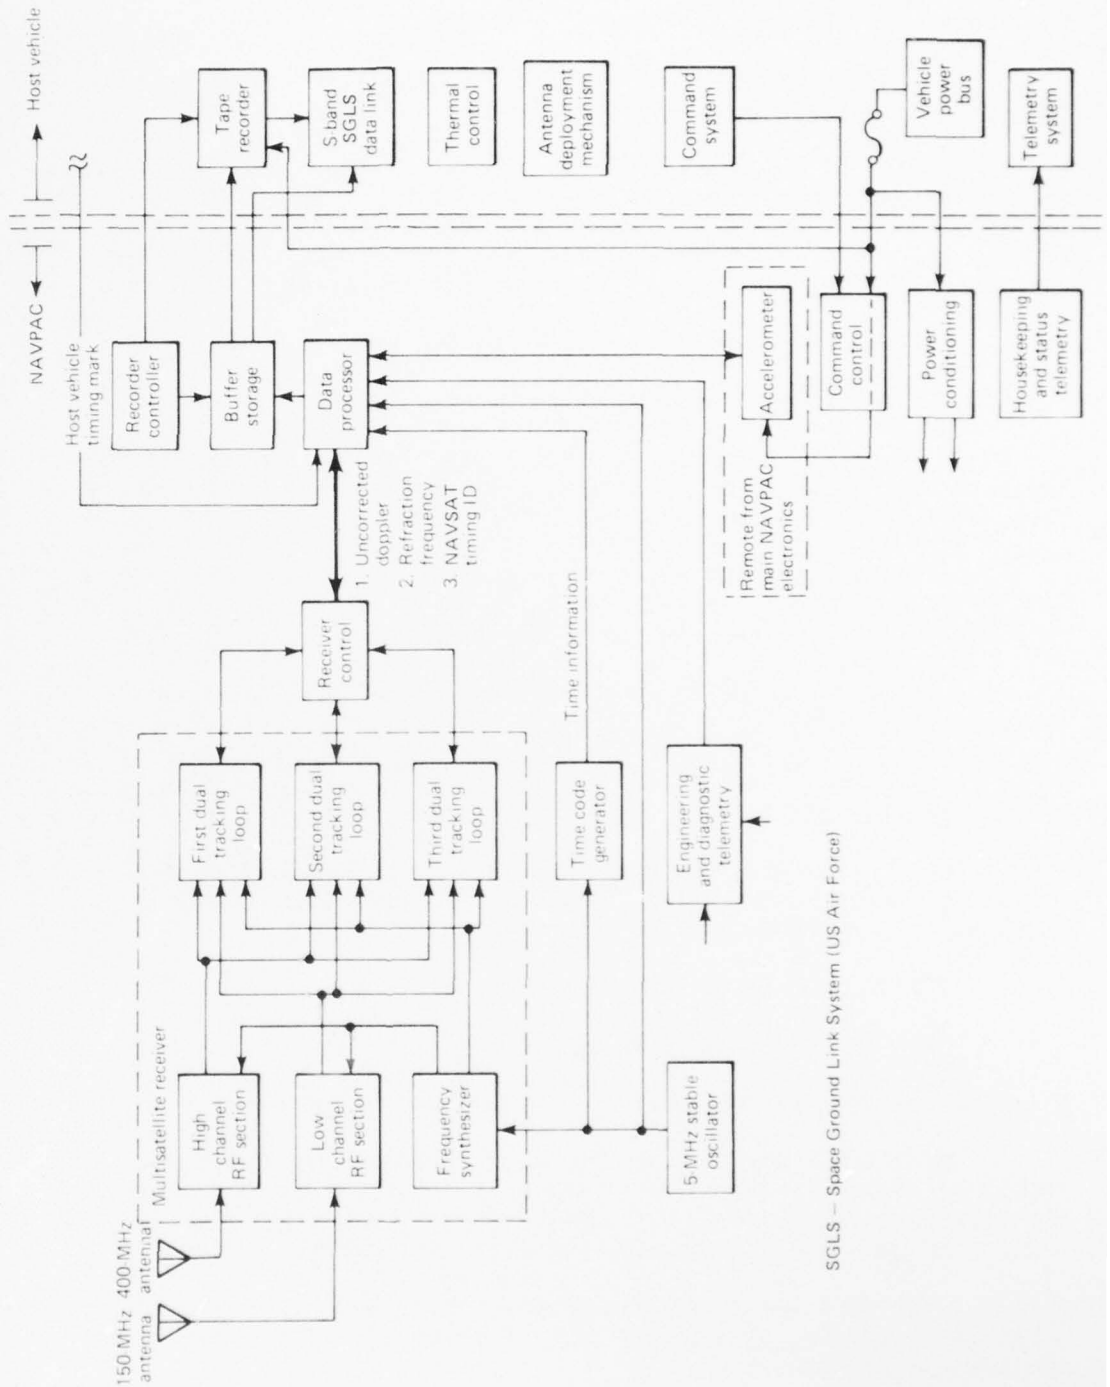 NAVPAC
Host vehicle
Host vehicle
timing mark
150-MHz
antenna
400-MHz
antenna
Multisatellite receiver
High
channel
RF section
Low
channel
RF section
Frequency
synthesizer
First dual
tracking
loop
Second dual
tracking
loop
Third dual
tracking
loop
Receiver
control
1. Uncorrected
doppler
2. Refraction
frequency
3. NAVSAT
timing ID
Recorder
controller
Buffer
storage
Data
processor
Tape
recorder
S-band
SGLS
data link
Thermal
control
Antenna
deployment
mechanism
Command
system
Vehicle
power
bus
Telemetry
system
Time code
generator
Time information
5-MHz stable
oscillator
Engineering
and diagnostic
telemetry
Remote from
main NAVPAC
electronics
Accelerometer
Command
control
Power
conditioning
Housekeeping
and status
telemetry
SGLS — Space Ground Link System (US Air Force)